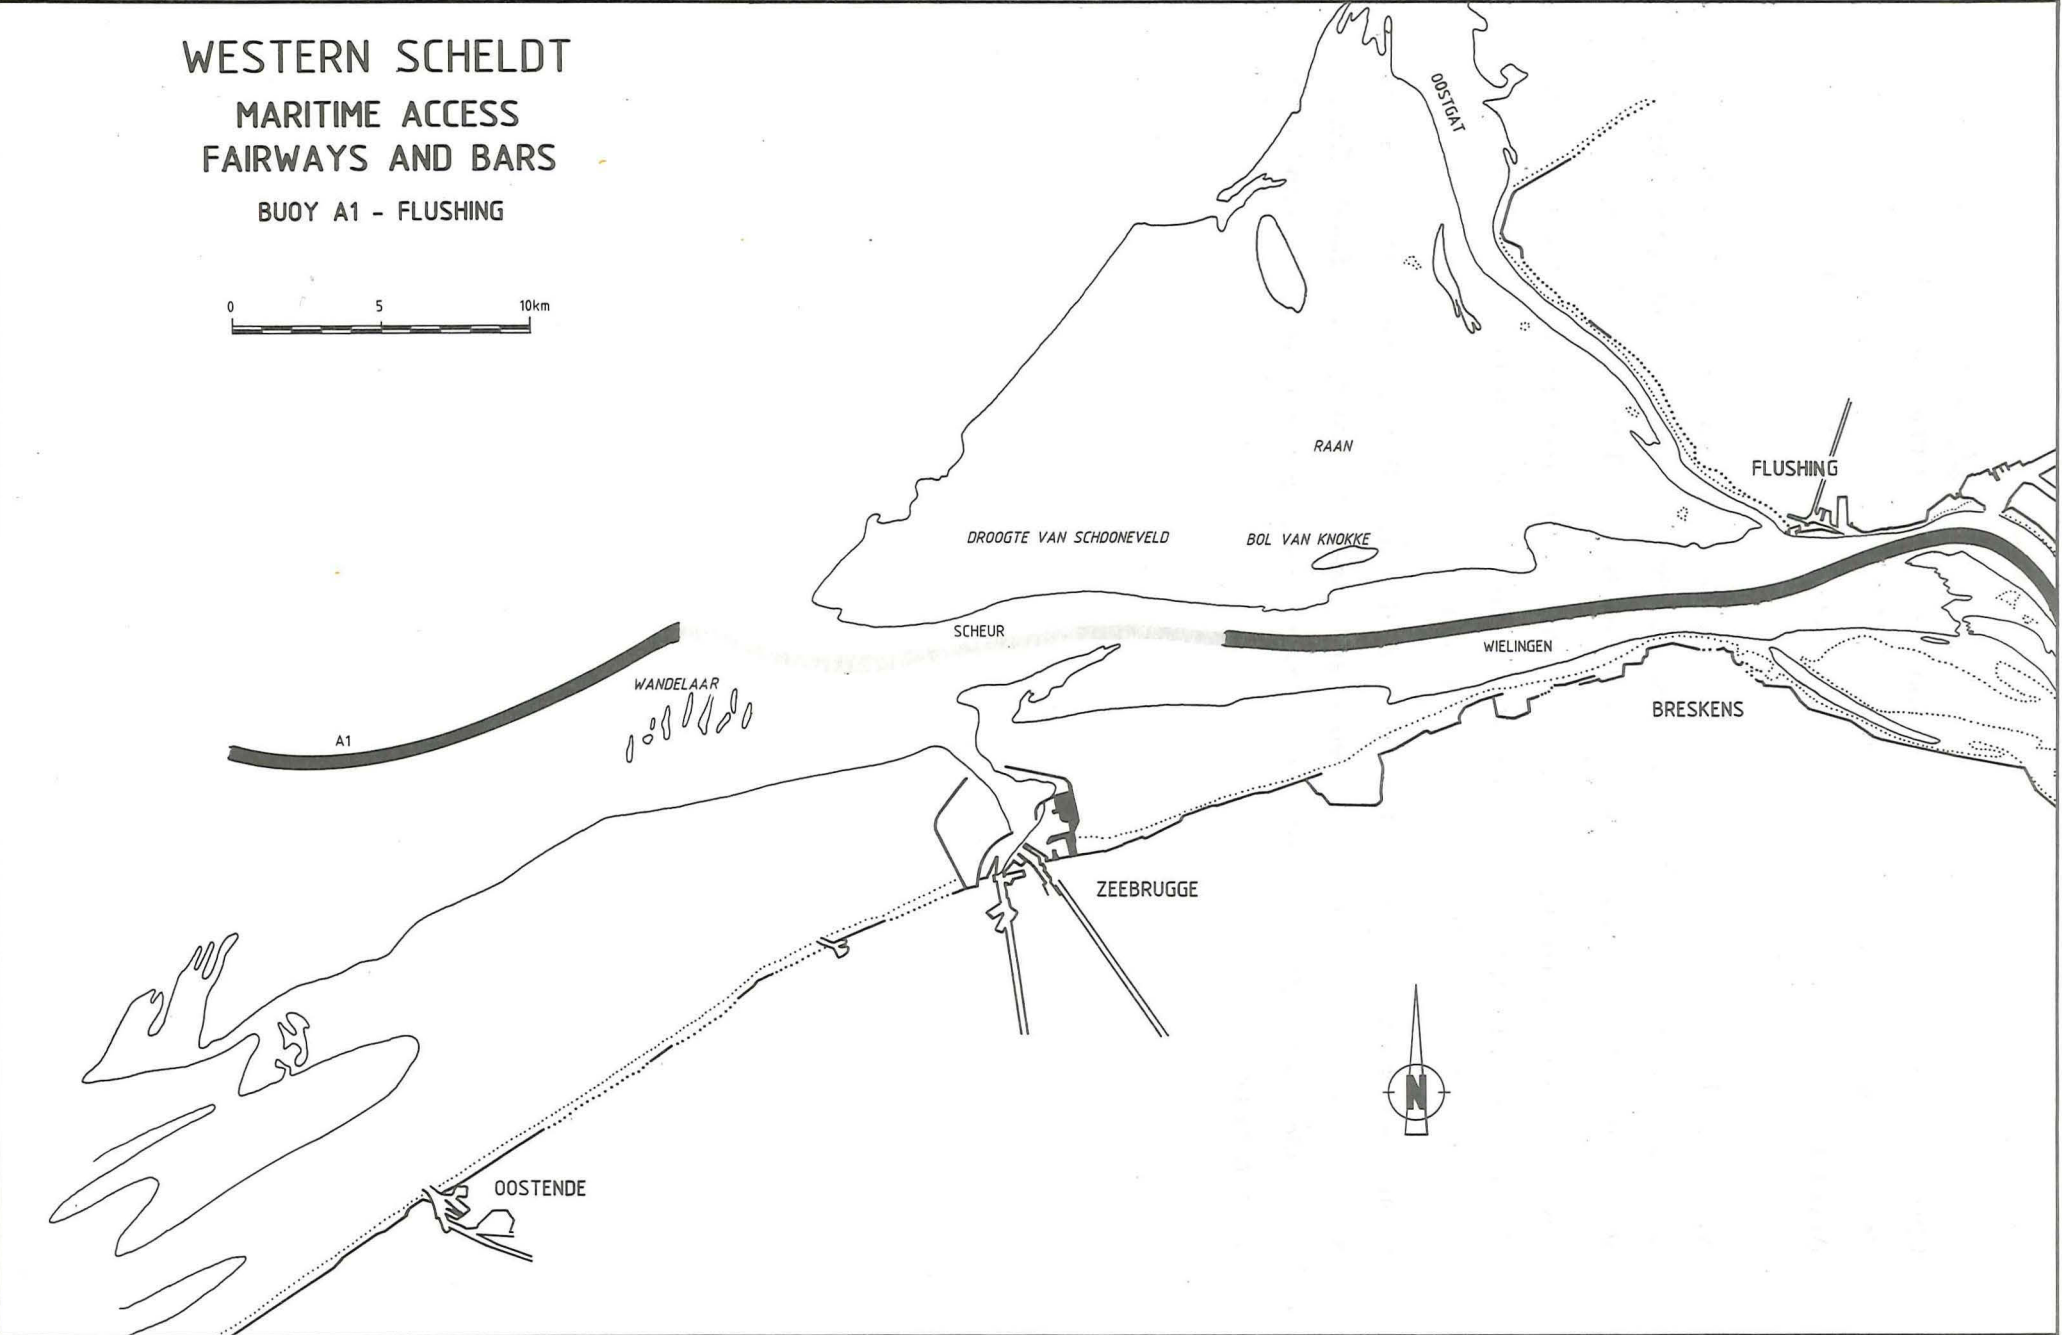 WESTERN SCHELDT
MARITIME ACCESS
FAIRWAYS AND BARS
BUOY A1 - FLUSHING
0 5 10km
OOSTGAT
RAAN
FLUSHING
DROOGTE VAN SCHOONEVELD
BOL VAN KNOKKE
SCHEUR
WIELINGEN
WANDELAAR
BRESKENS
A1
ZEEBRUGGE
N
OOSTENDE